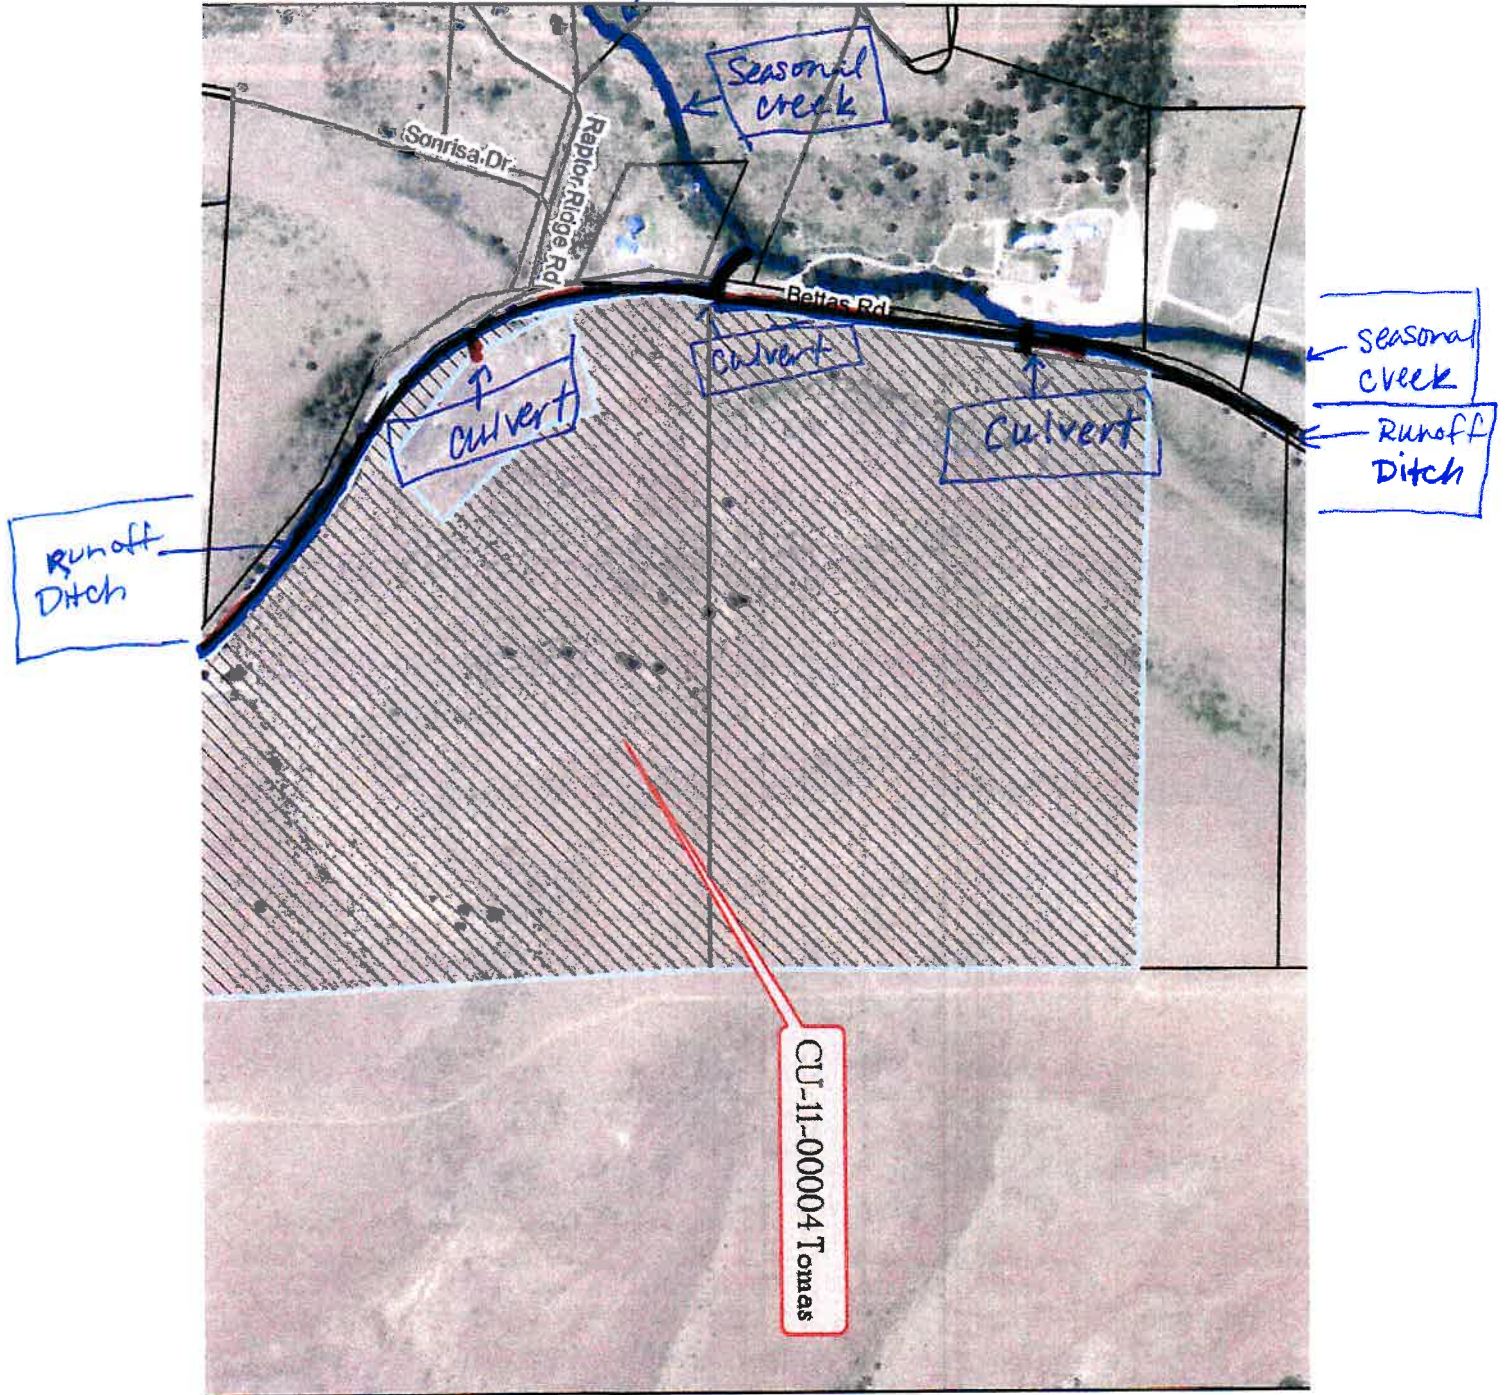 Seasonal
creek
Sonrisa Dr
Raptor Ridge Rd
Bettas Rd
culvert
seasonal
creek
culvert
Culvert
Runoff
Ditch
Runoff
Ditch
CU-11-00004 Tomas